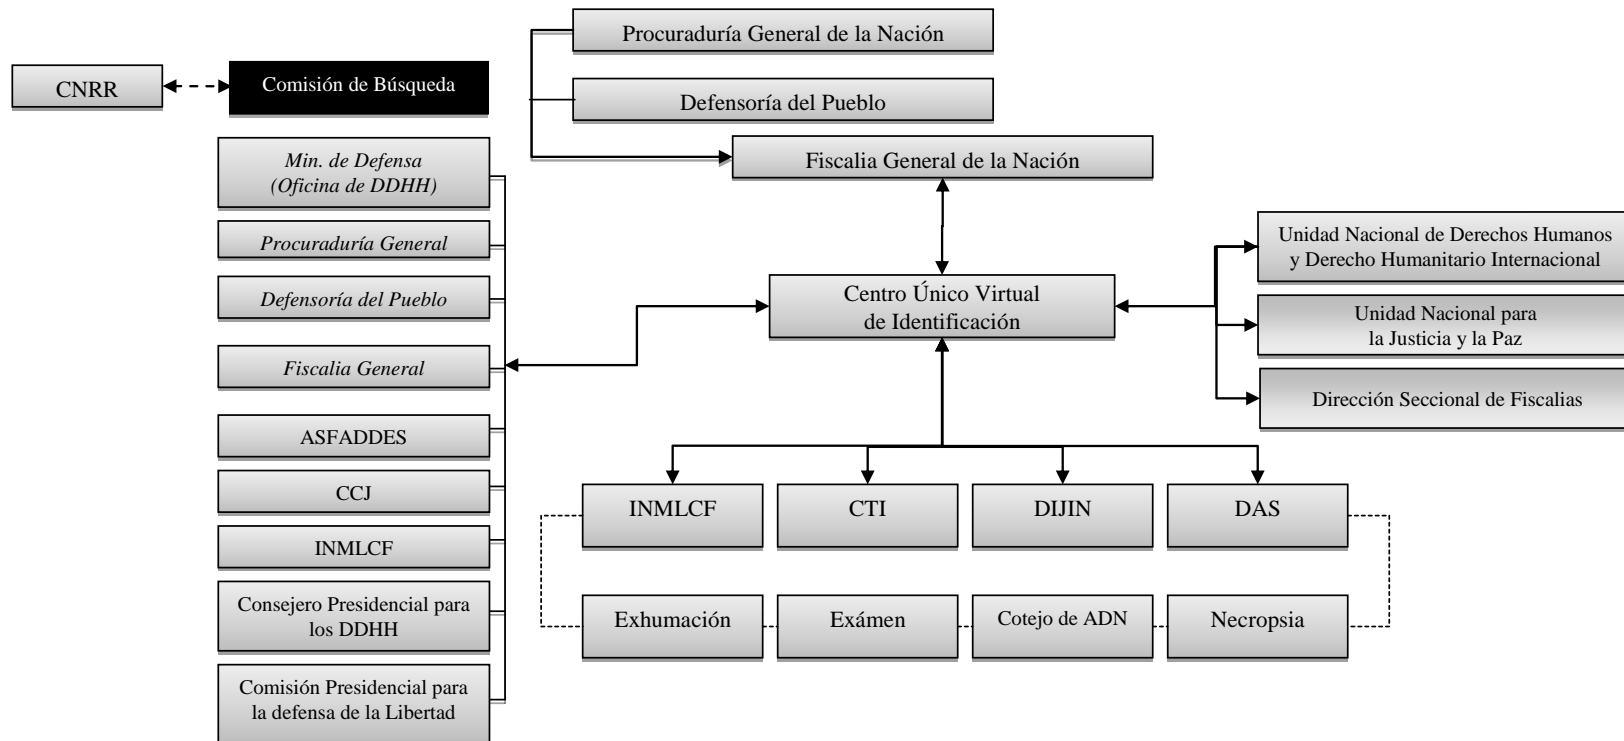 Procuraduría General de la Nación
CNRR
Comisión de Búsqueda
Defensoría del Pueblo
Fiscalia General de la Nación
Min. de Defensa
(Oficina de DDHH)
Procuraduría General
Defensoría del Pueblo
Fiscalia General
ASFADDES
CCJ
INMLCF
Consejero Presidencial para
los DDHH
Comisión Presidencial para
la defensa de la Libertad
Centro Único Virtual
de Identificación
Unidad Nacional de Derechos Humanos
y Derecho Humanitario Internacional
Unidad Nacional para
la Justicia y la Paz
Dirección Seccional de Fiscalias
INMLCF
CTI
DIJIN
DAS
Exhumación
Exámen
Cotejo de ADN
Necropsia